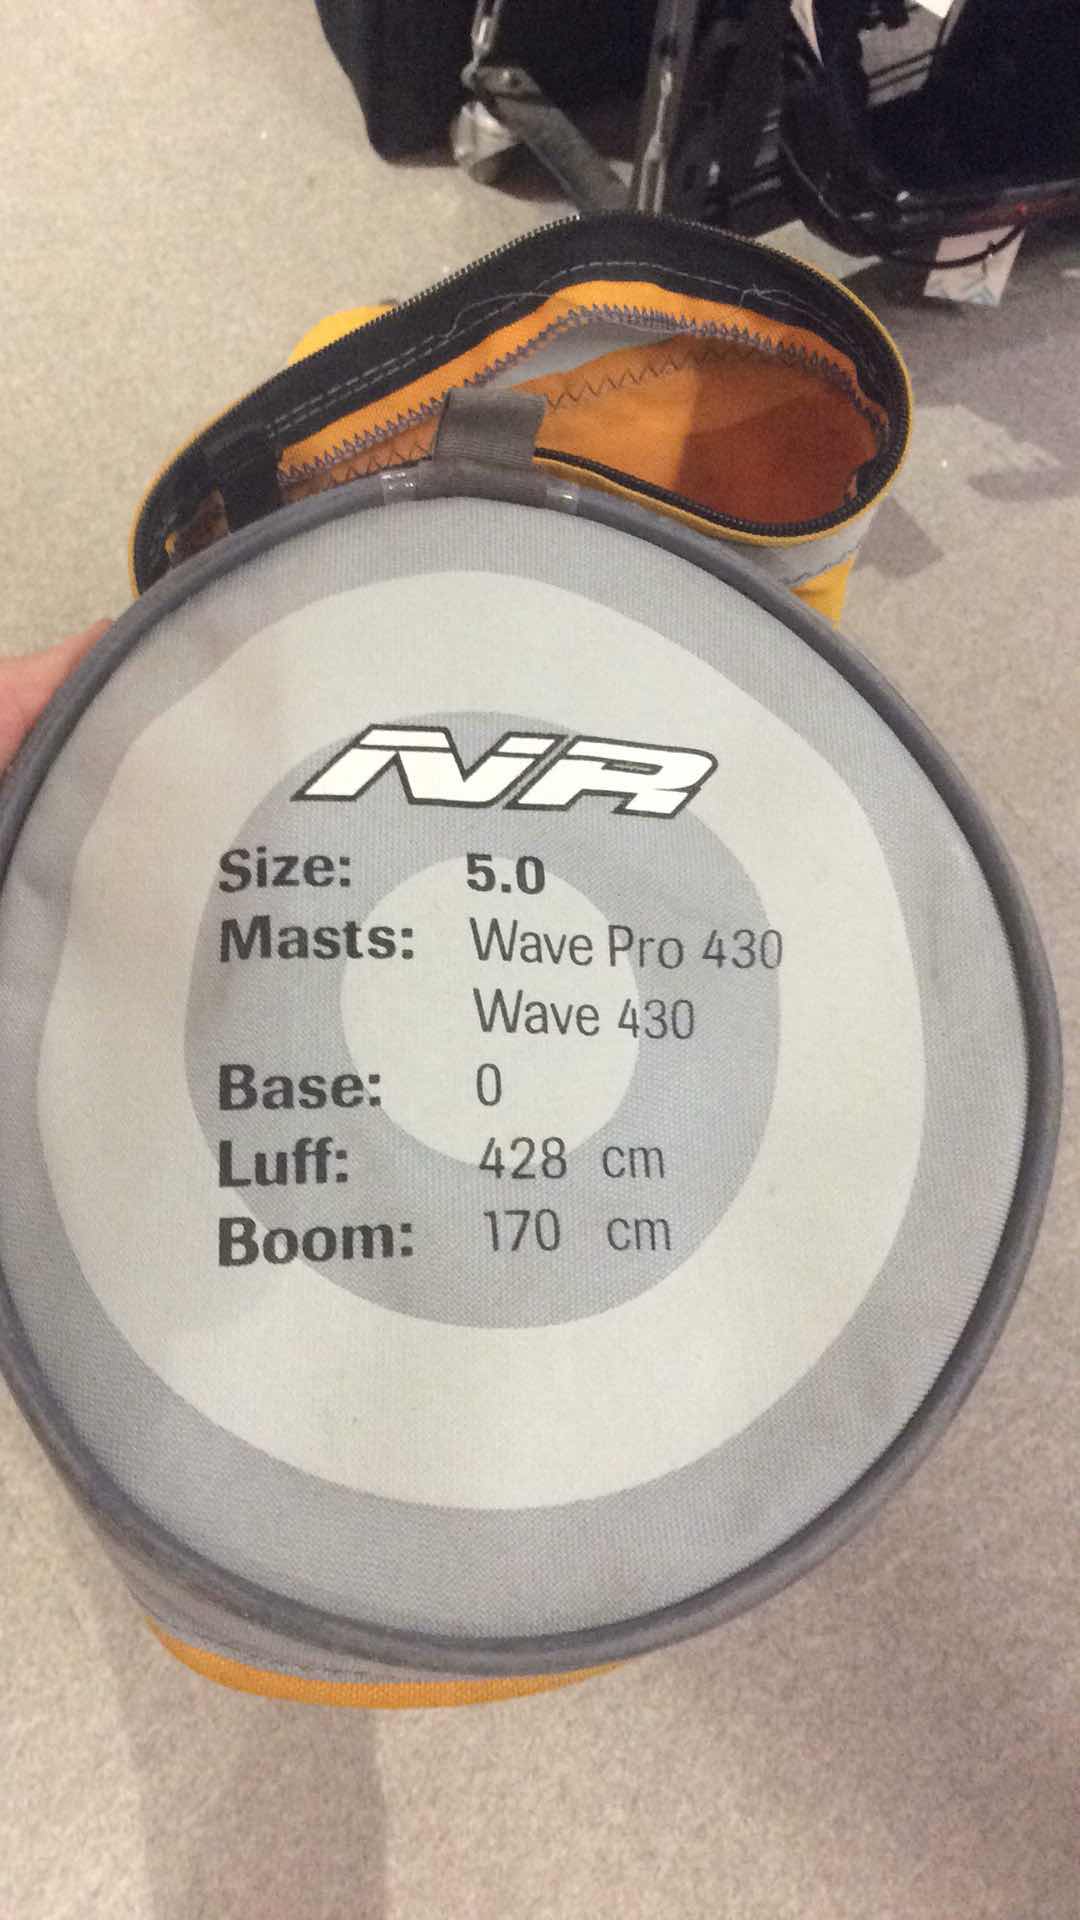 NR
Size: 5.0
Masts: Wave Pro 430
Wave 430
Base: 0
Luff: 428 cm
Boom: 170 cm